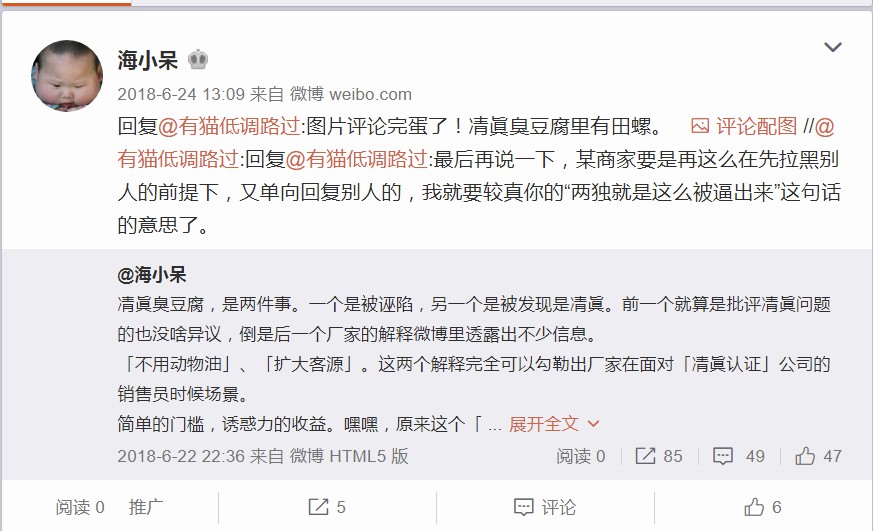 海小呆
2018-6-24 13:09 来自 微博 weibo.com
回复@有猫低调路过:图片评论完蛋了！凊眞臭豆腐里有田螺。 评论配图 //@
有猫低调路过:回复@有猫低调路过:最后再说一下，某商家要是再这么在先拉黑别
人的前提下，又单向回复别人的，我就要较真你的“两独就是这么被逼出来”这句话
的意思了。
@海小呆
凊眞臭豆腐，是两件事。一个是被诬陷，另一个是被发现是凊眞。前一个就算是批评凊眞问题
的也没啥异议，倒是后一个厂家的解释微博里透露出不少信息。
「不用动物油」、「扩大客源」。这两个解释完全可以勾勒出厂家在面对「凊眞认证」公司的
销售员时候场景。
简单的门槛，诱惑力的收益。嘿嘿，原来这个「 ... 展开全文
2018-6-22 22:36 来自 微博 HTML5 版 阅读 0 85 49 47
阅读 0 推广 5 评论 6